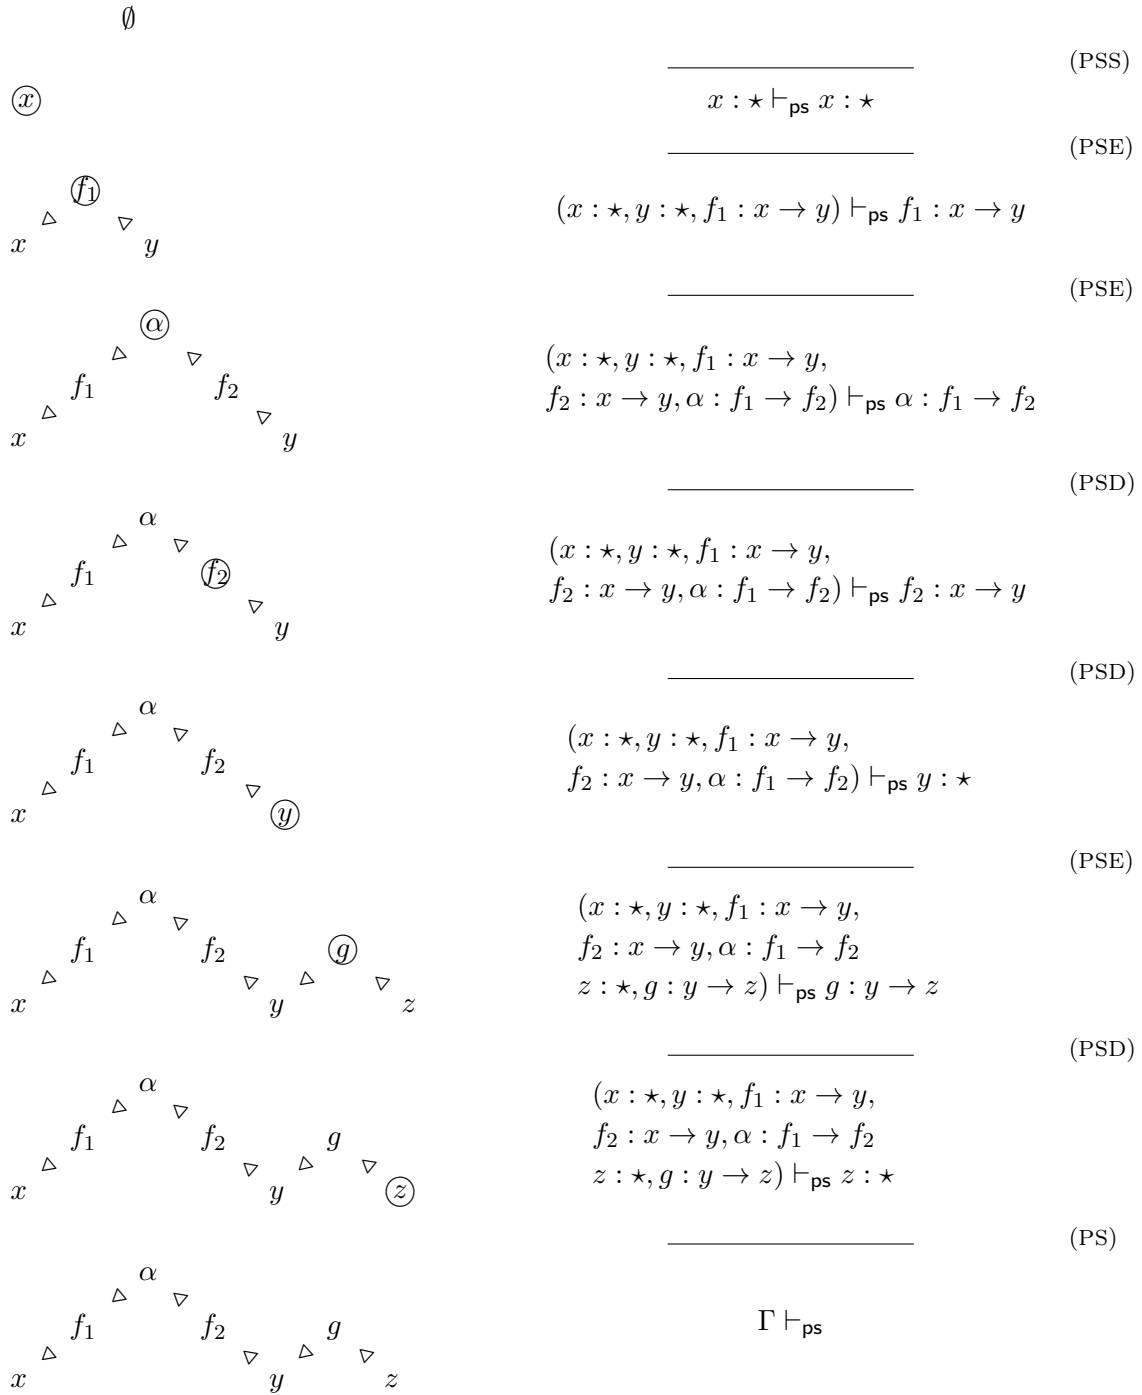 ∅
(PSS)
ⓧ
x : ⋆ ⊢ps x : ⋆
(PSE)
f₁
(x : ⋆, y : ⋆, f₁ : x → y) ⊢ps f₁ : x → y
x y
(PSE)
α
(x : ⋆, y : ⋆, f₁ : x → y,
f₁ f₂
f₂ : x → y, α : f₁ → f₂) ⊢ps α : f₁ → f₂
x y
(PSD)
α
(x : ⋆, y : ⋆, f₁ : x → y,
f₁ f₂
f₂ : x → y, α : f₁ → f₂) ⊢ps f₂ : x → y
x y
(PSD)
α
(x : ⋆, y : ⋆, f₁ : x → y,
f₁ f₂
f₂ : x → y, α : f₁ → f₂) ⊢ps y : ⋆
x ⓨ
(PSE)
α
(x : ⋆, y : ⋆, f₁ : x → y,
f₁ f₂ ⓖ
f₂ : x → y, α : f₁ → f₂
z : ⋆, g : y → z) ⊢ps g : y → z
x y z
(PSD)
α
(x : ⋆, y : ⋆, f₁ : x → y,
f₁ f₂ g
f₂ : x → y, α : f₁ → f₂
z : ⋆, g : y → z) ⊢ps z : ⋆
x y ⓩ
(PS)
α
f₁ f₂ g
Γ ⊢ps
x y z